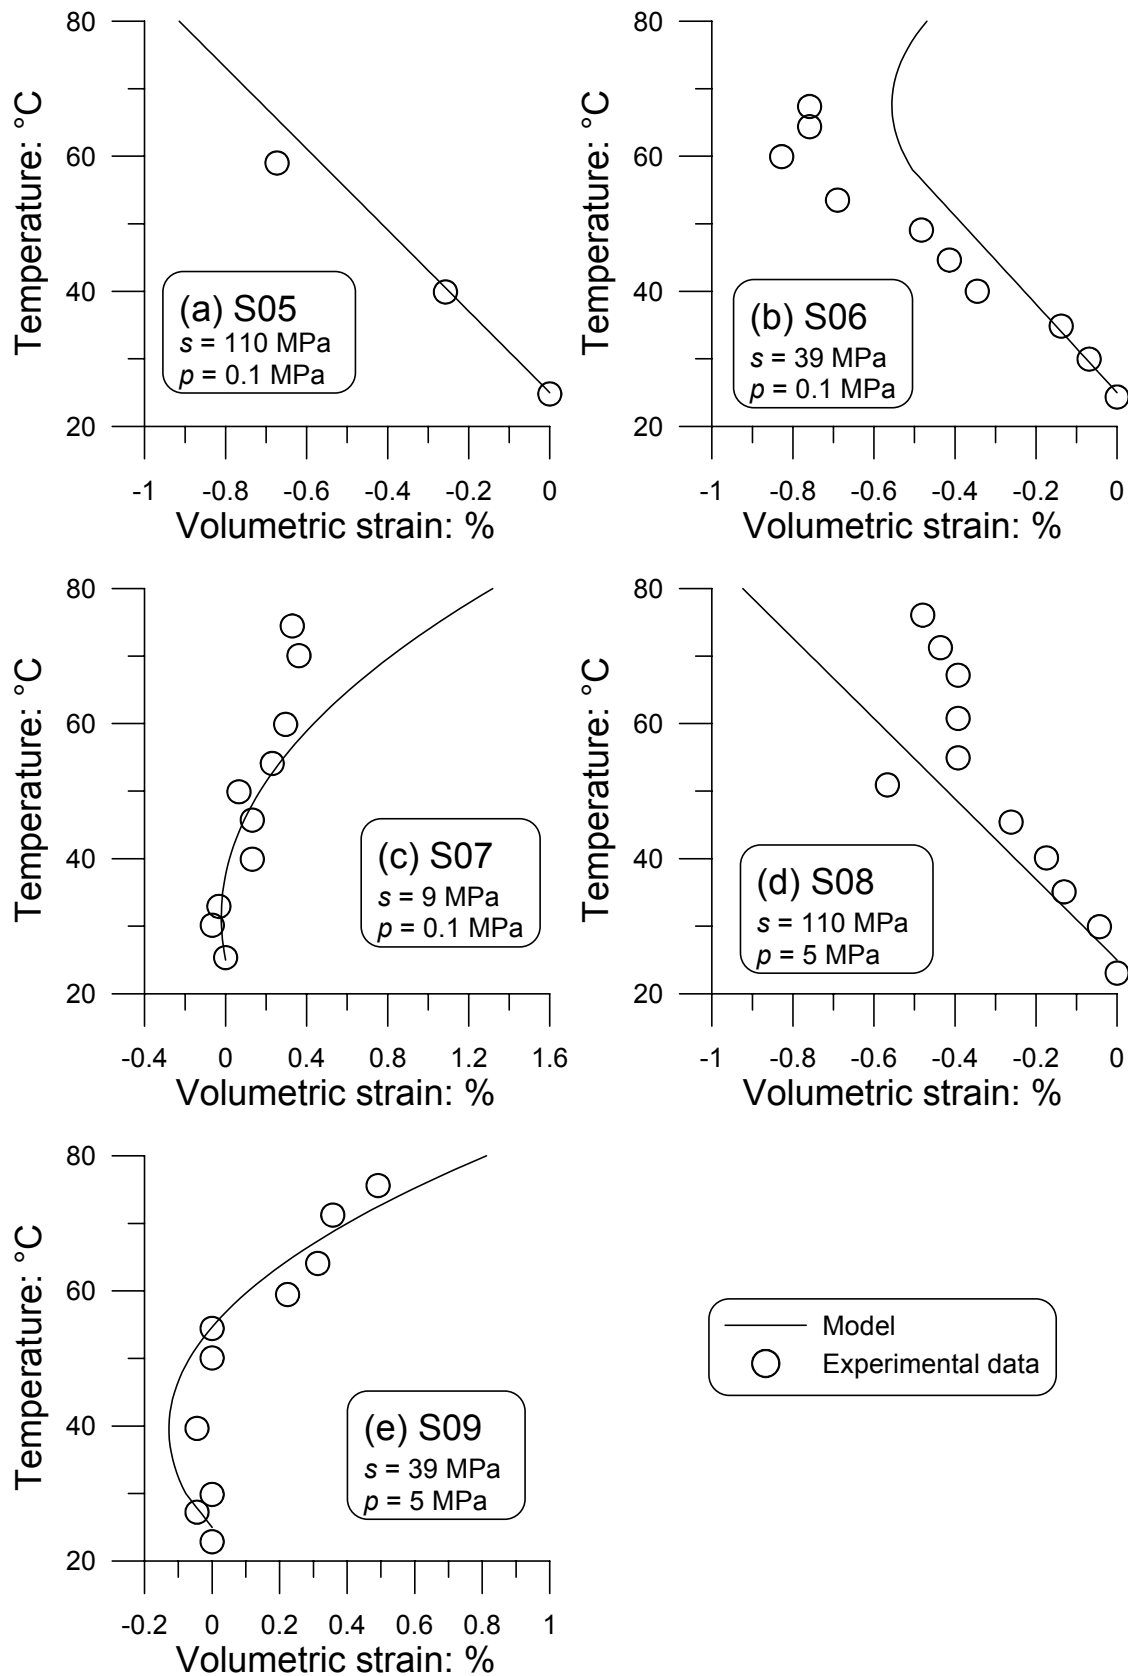 80
60
40
20
Temperature: °C
(a) S05
s = 110 MPa
p = 0.1 MPa
-1 -0.8 -0.6 -0.4 -0.2 0
Volumetric strain: %
80
60
40
20
Temperature: °C
(b) S06
s = 39 MPa
p = 0.1 MPa
-1 -0.8 -0.6 -0.4 -0.2 0
Volumetric strain: %
80
60
40
20
Temperature: °C
(c) S07
s = 9 MPa
p = 0.1 MPa
-0.4 0 0.4 0.8 1.2 1.6
Volumetric strain: %
80
60
40
20
Temperature: °C
(d) S08
s = 110 MPa
p = 5 MPa
-1 -0.8 -0.6 -0.4 -0.2 0
Volumetric strain: %
80
60
40
20
Temperature: °C
(e) S09
s = 39 MPa
p = 5 MPa
-0.2 0 0.2 0.4 0.6 0.8 1
Volumetric strain: %
Model
Experimental data